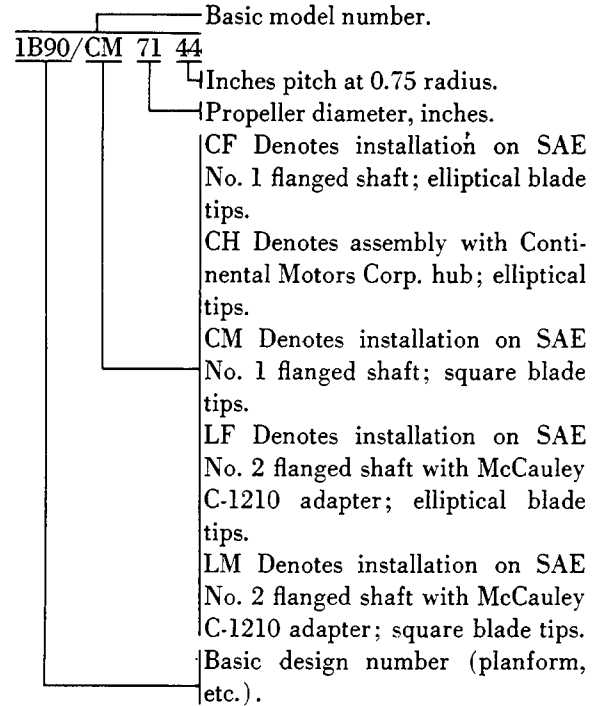 Basic model number.
1B90/CM 71 44
Inches pitch at 0.75 radius.
Propeller diameter, inches.
CF Denotes installation on SAE
No. 1 flanged shaft; elliptical blade
tips.
CH Denotes assembly with Conti-
nental Motors Corp. hub; elliptical
tips.
CM Denotes installation on SAE
No. 1 flanged shaft; square blade
tips.
LF Denotes installation on SAE
No. 2 flanged shaft with McCauley
C-1210 adapter; elliptical blade
tips.
LM Denotes installation on SAE
No. 2 flanged shaft with McCauley
C-1210 adapter; square blade tips.
Basic design number (planform,
etc.).